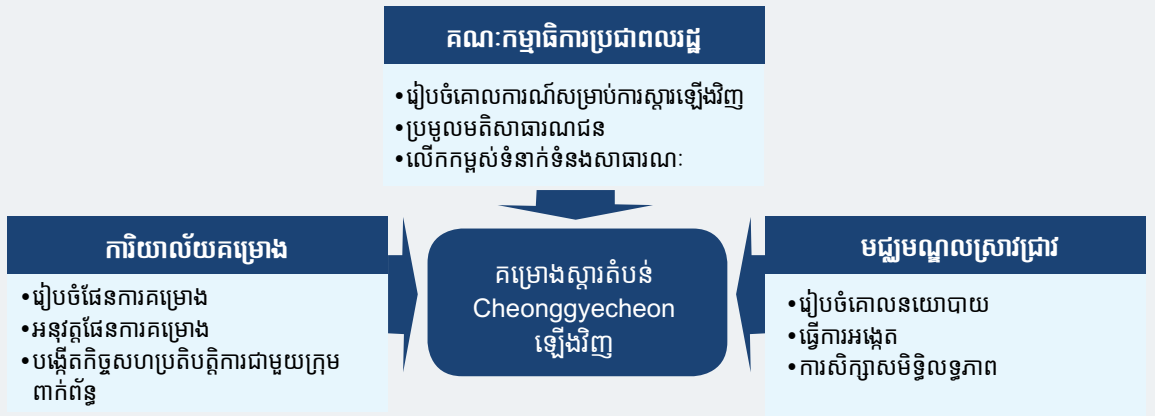 គណៈកម្មាធិការប្រជាពលរដ្ឋ
•រៀបចំគោលការណ៍សម្រាប់ការស្តារឡើងវិញ
•ប្រមូលមតិសាធារណជន
•លើកកម្ពស់ទំនាក់ទំនងសាធារណៈ
ការិយាល័យគម្រោង
•រៀបចំផែនការគម្រោង
•អនុវត្តផែនការគម្រោង
•បង្កើតកិច្ចសហប្រតិបត្តិការជាមួយក្រុម
ពាក់ព័ន្ធ
គម្រោងស្តារតំបន់
Cheonggyecheon
ឡើងវិញ
មជ្ឈមណ្ឌលស្រាវជ្រាវ
•រៀបចំគោលនយោបាយ
•ធ្វើការអង្កេត
•ការសិក្សាសមិទ្ធិលទ្ធភាព